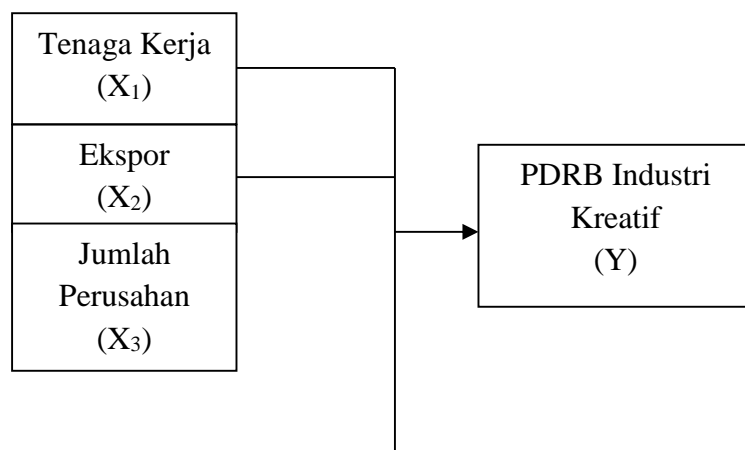 Tenaga Kerja
(X₁)
Ekspor
(X₂)
Jumlah
Perusahan
(X₃)
PDRB Industri
Kreatif
(Y)